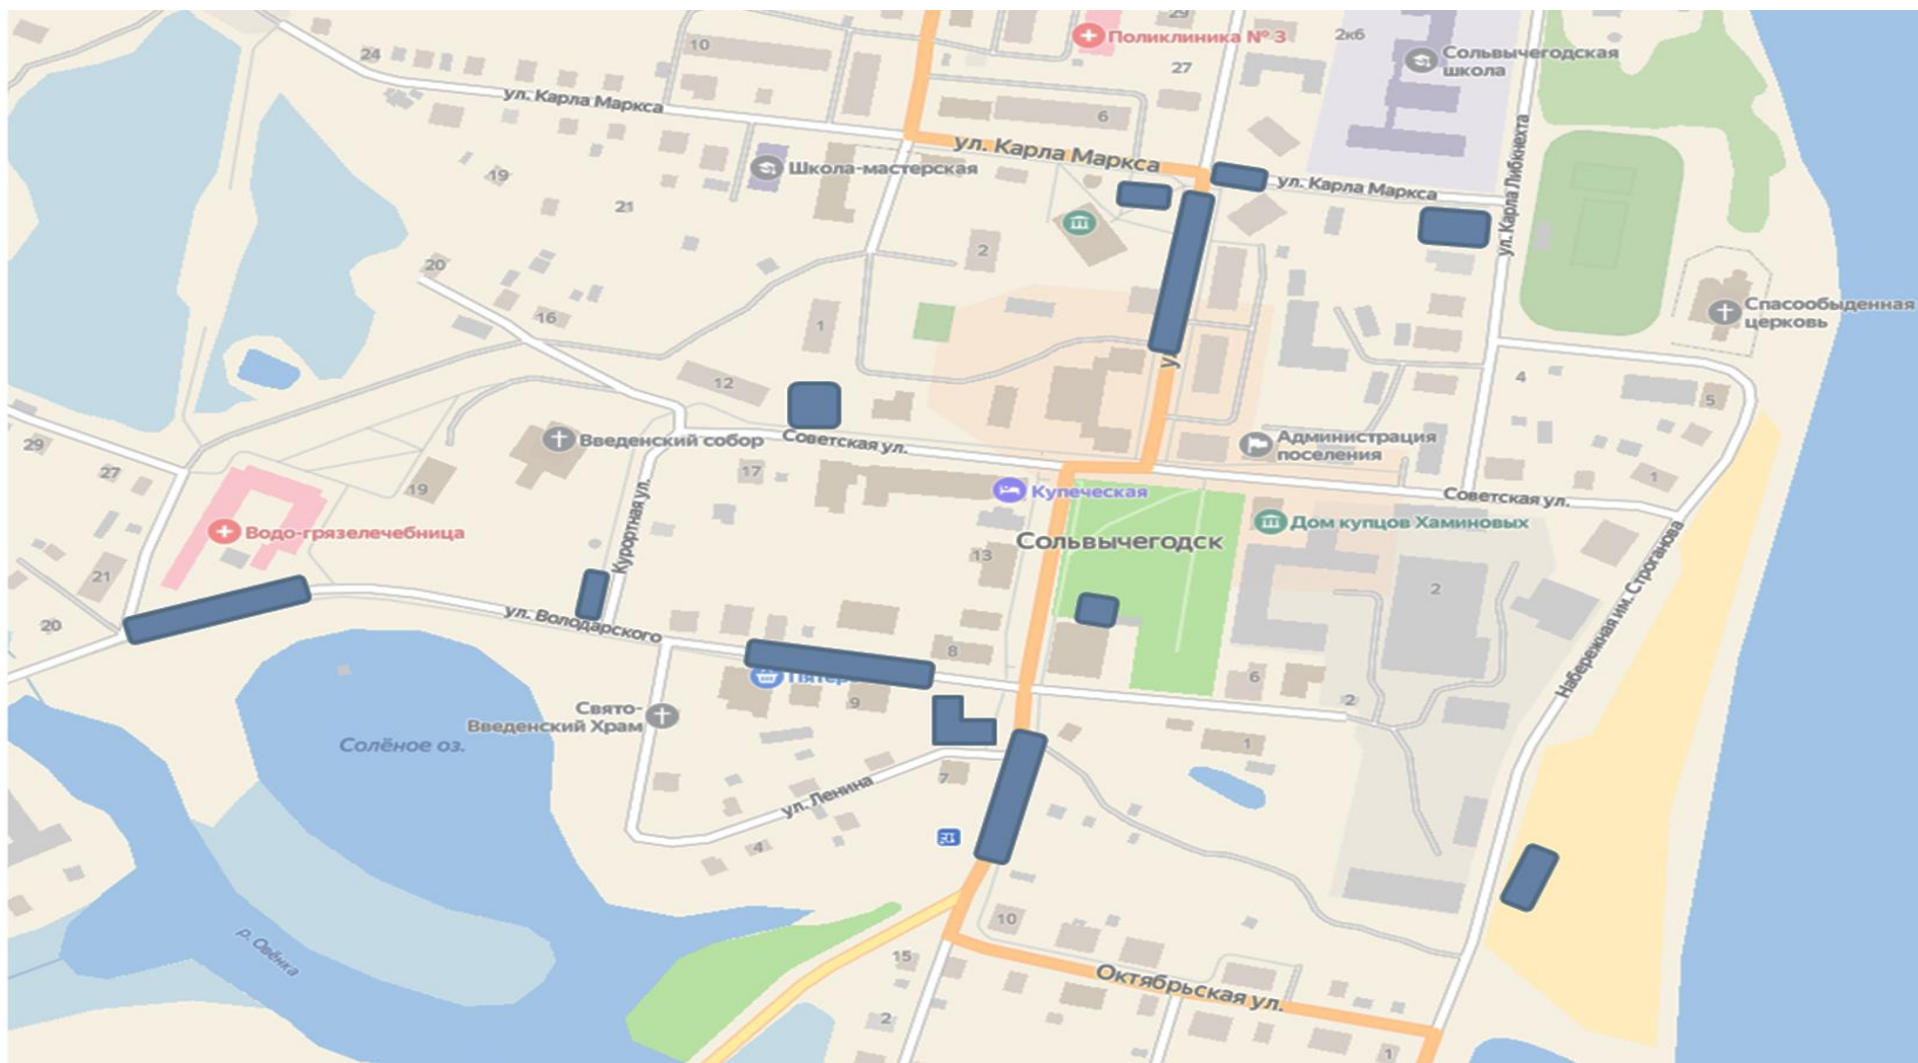 29
Поликлиника № 3
2к6
Сольвычегодская
школа
10
24
27
ул. Карла Маркса
6
ул. Карла Маркса
Школа-мастерская
ул. Карла Маркса
ул. Карла Либкнехта
19
21
2
20
Спасообыденная
церковь
16
1
12
4
5
Введенский собор
Советская ул.
Администрация
поселения
29
27
17
1
19
Купеческая
Советская ул.
Курортная ул.
Водо-грязелечебница
Дом купцов Хаминовых
Сольвычегодск
13
21
2
20
ул. Володарского
Набережная им. Строганова
8
6
9
2
Свято-
Введенский Храм
Солёное оз.
1
7
ул. Ленина
4
10
р. Овёнка
15
Октябрьская ул.
2
1